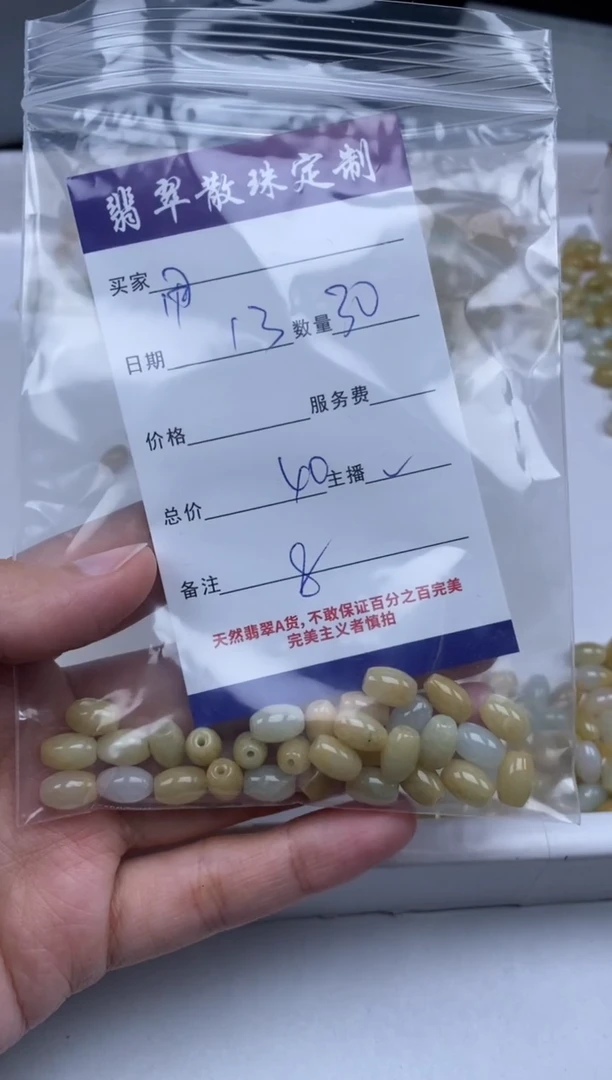 翡翠散珠定制
买家
日期 13 数量 30
价格 服务费
总价 40 主播 ✓
备注 8
天然翡翠A货,不敢保证百分之百完美
完美主义者慎拍